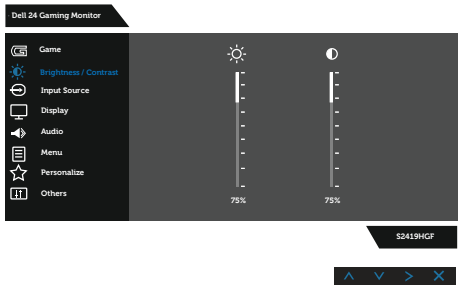 Dell 24 Gaming Monitor
Game
Brightness / Contrast
Input Source
Display
Audio
Menu
Personalize
Others
75% 75%
S2419HGF